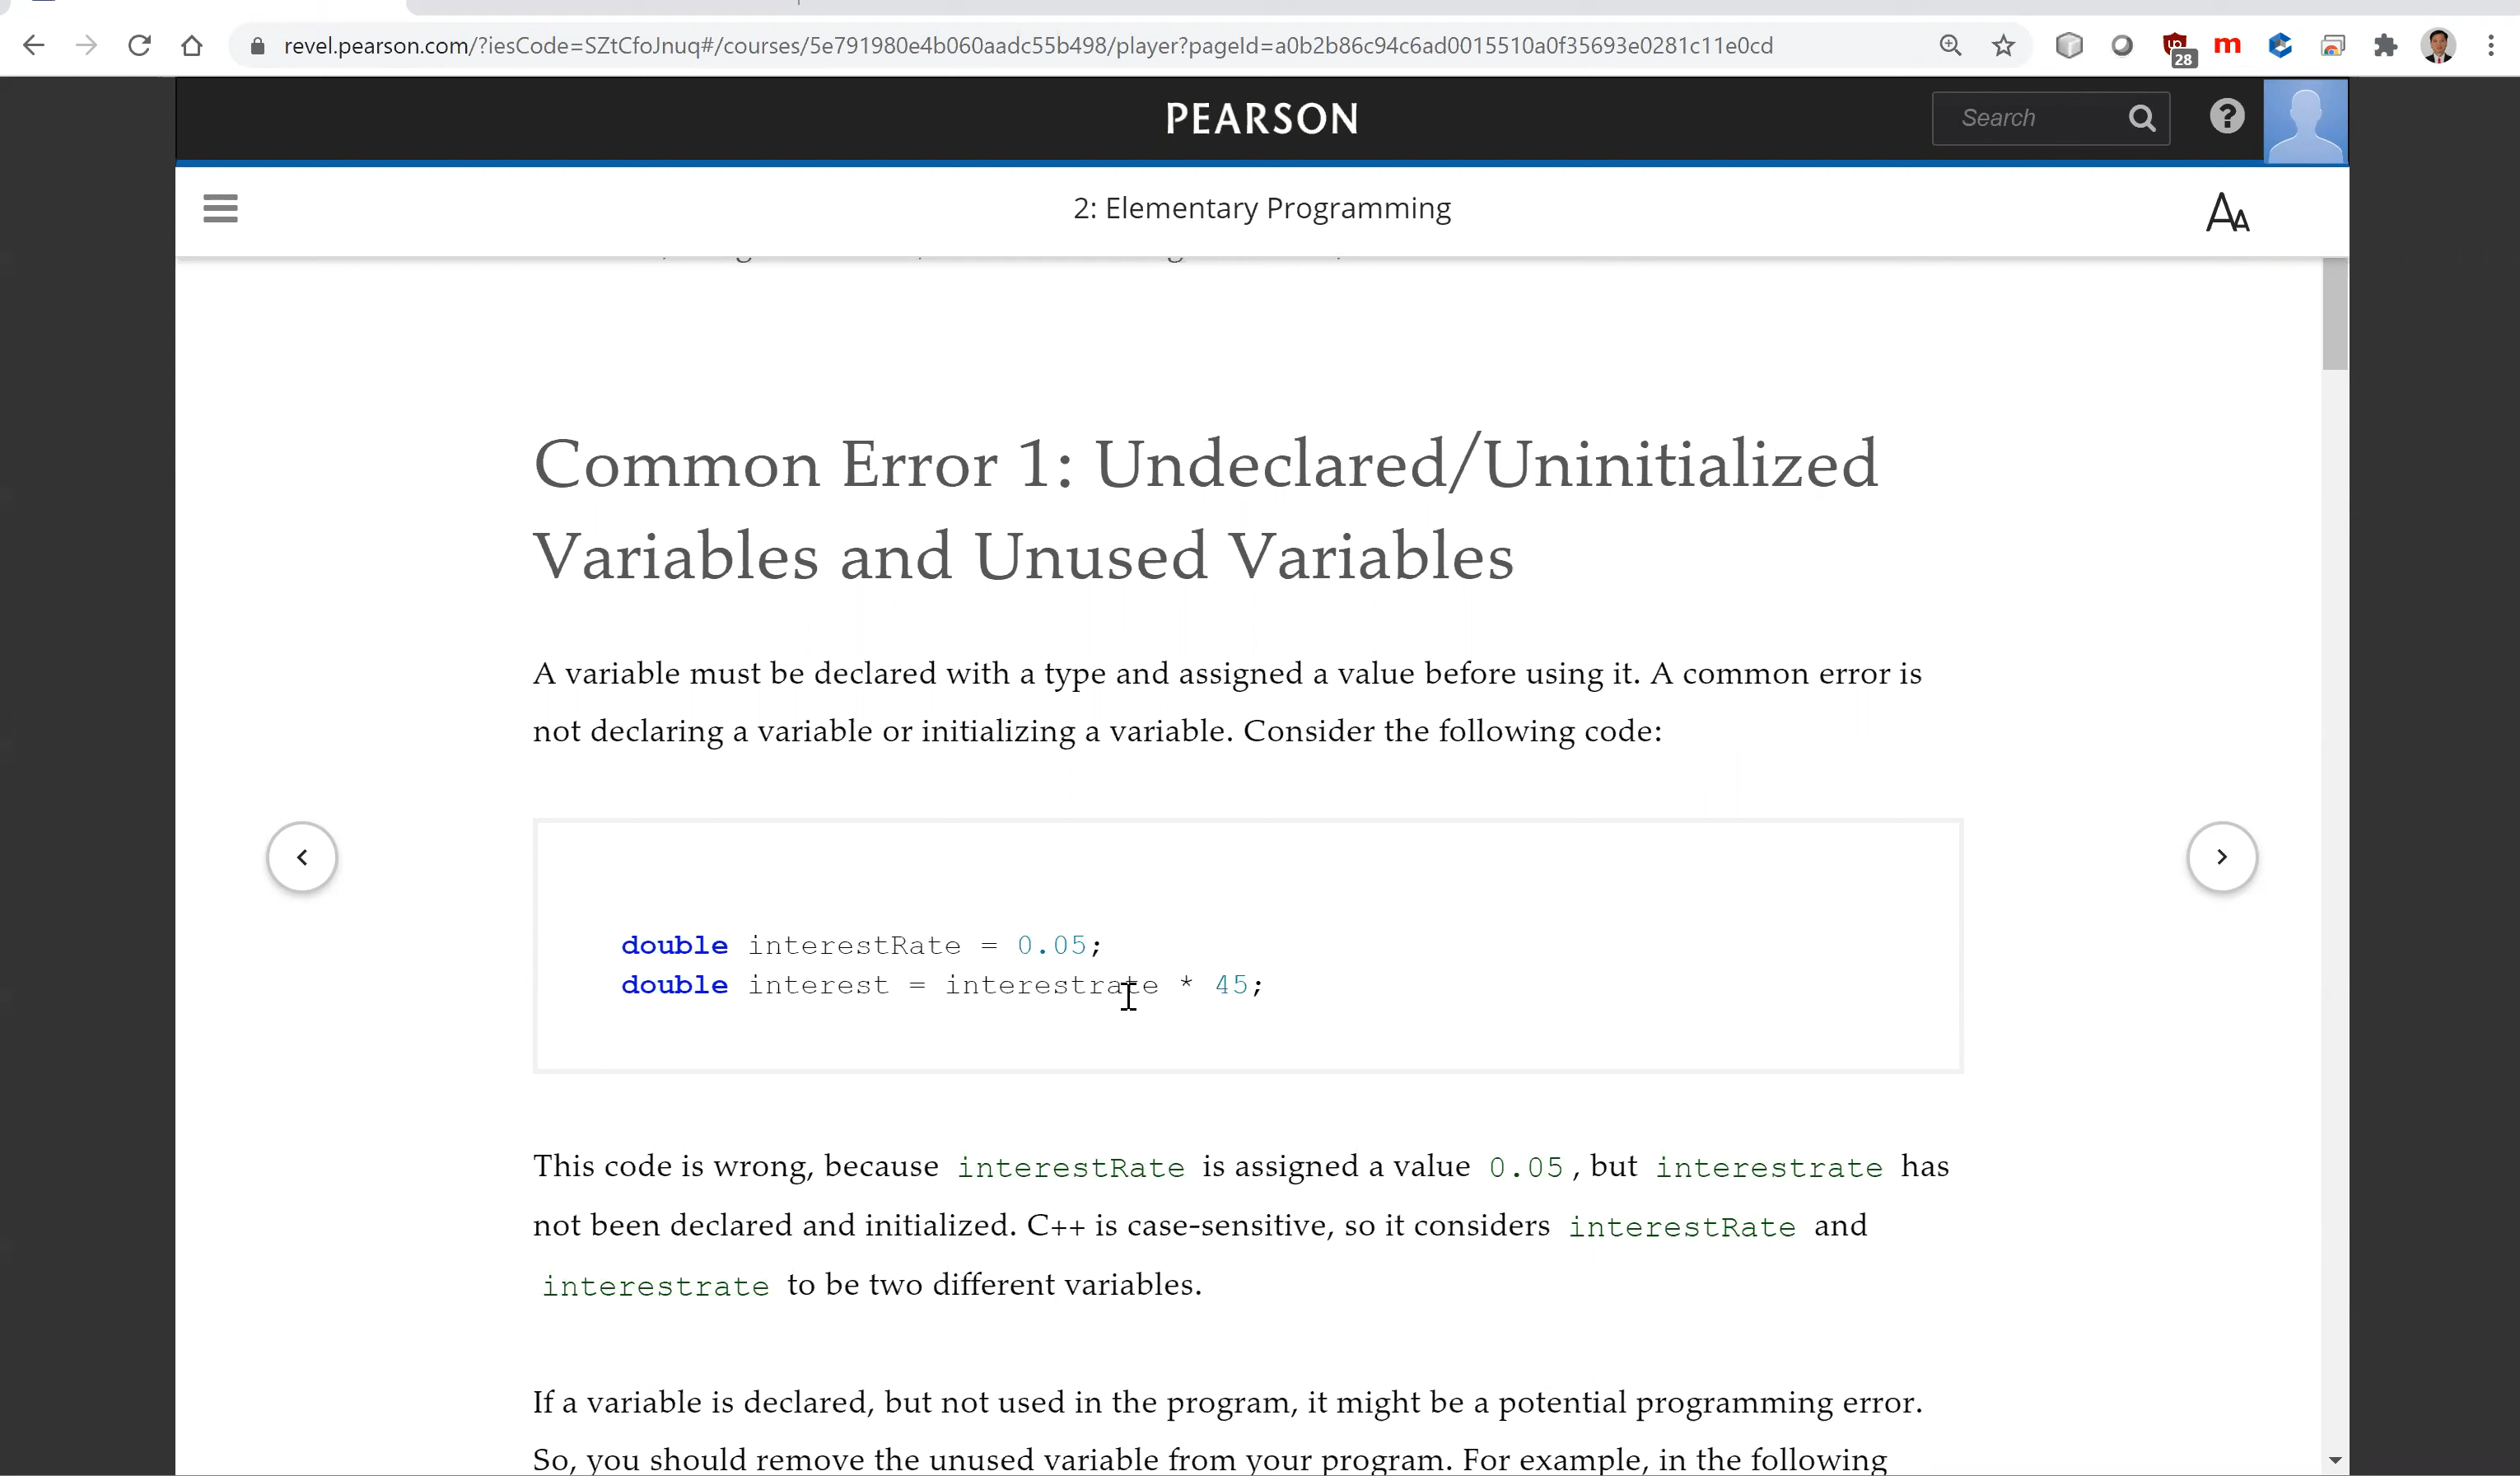 revel.pearson.com/?iesCode=SZtCfoJnuq#/courses/5e791980e4b060aadc55b498/player?pageId=a0b2b86c94c6ad0015510a0f35693e0281c11e0cd
28
PEARSON
Search
2: Elementary Programming
Common Error 1: Undeclared/Uninitialized
Variables and Unused Variables
A variable must be declared with a type and assigned a value before using it. A common error is
not declaring a variable or initializing a variable. Consider the following code:
double interestRate = 0.05;
double interest = interestrate * 45;
This code is wrong, because interestRate is assigned a value 0.05, but interestrate has
not been declared and initialized. C++ is case-sensitive, so it considers interestRate and
interestrate to be two different variables.
If a variable is declared, but not used in the program, it might be a potential programming error.
So, you should remove the unused variable from your program. For example, in the following